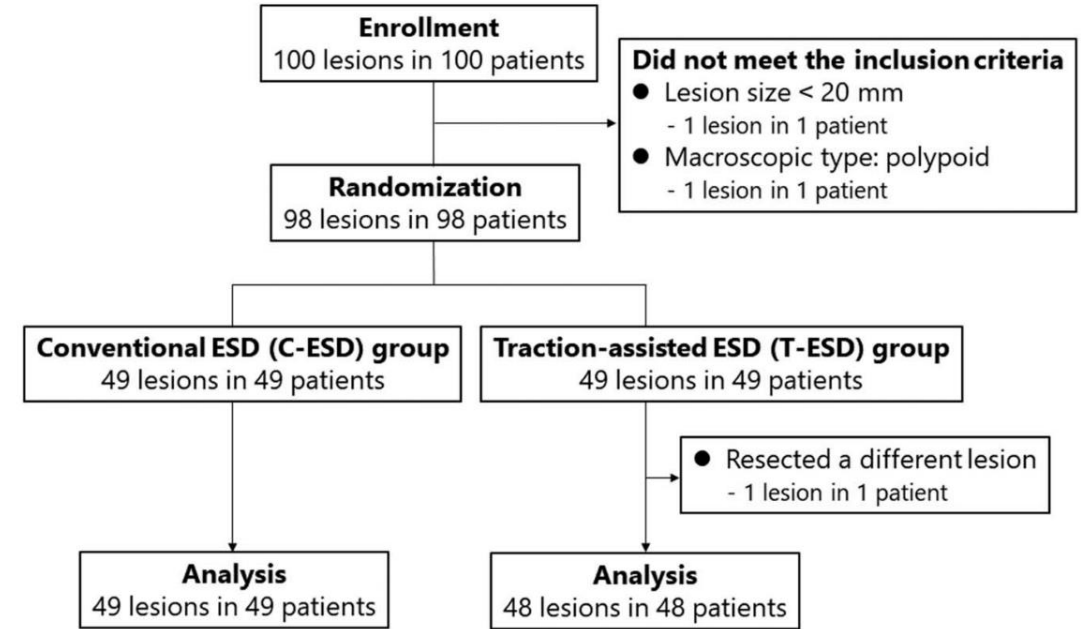 Enrollment
100 lesions in 100 patients
Did not meet the inclusion criteria
● Lesion size < 20 mm
- 1 lesion in 1 patient
● Macroscopic type: polypoid
- 1 lesion in 1 patient
Randomization
98 lesions in 98 patients
Conventional ESD (C-ESD) group
49 lesions in 49 patients
Traction-assisted ESD (T-ESD) group
49 lesions in 49 patients
● Resected a different lesion
- 1 lesion in 1 patient
Analysis
49 lesions in 49 patients
Analysis
48 lesions in 48 patients